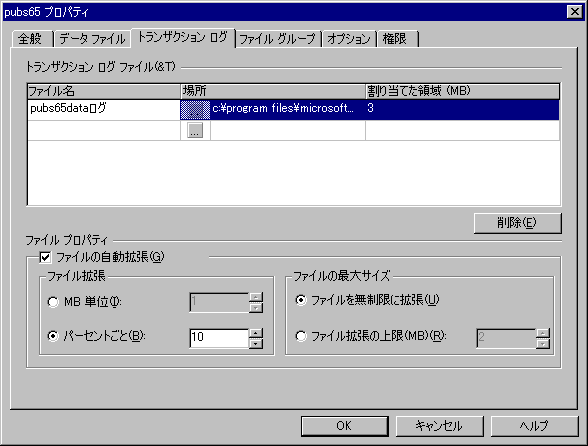 pubs65 プロパティ
全般 データ ファイル トランザクション ログ ファイル グループ オプション 権限
トランザクション ログ ファイル(&T)
ファイル名 場所 割り当てた領域 (MB)
pubs65dataログ c:¥program files¥microsoft... 3
...
削除(E)
ファイル プロパティ
ファイルの自動拡張(G)
ファイル拡張 ファイルの最大サイズ
MB 単位(I): 1 ファイルを無制限に拡張(U)
パーセントごと(B): 10 ファイル拡張の上限(MB)(R): 2
OK キャンセル ヘルプ